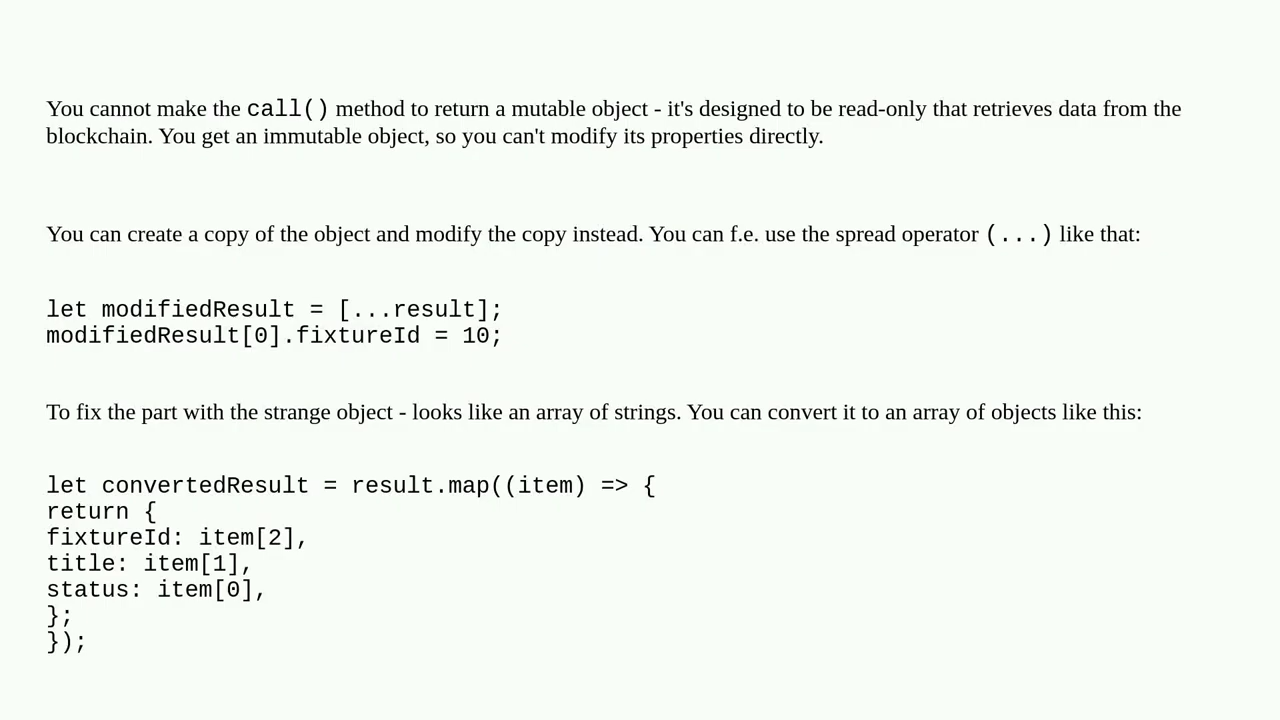 You cannot make the call() method to return a mutable object - it's designed to be read-only that retrieves data from the
blockchain. You get an immutable object, so you can't modify its properties directly.
You can create a copy of the object and modify the copy instead. You can f.e. use the spread operator (...) like that:
let modifiedResult = [...result];
modifiedResult[0].fixtureId = 10;
To fix the part with the strange object - looks like an array of strings. You can convert it to an array of objects like this:
let convertedResult = result.map((item) => {
return {
fixtureId: item[2],
title: item[1],
status: item[0],
};
});